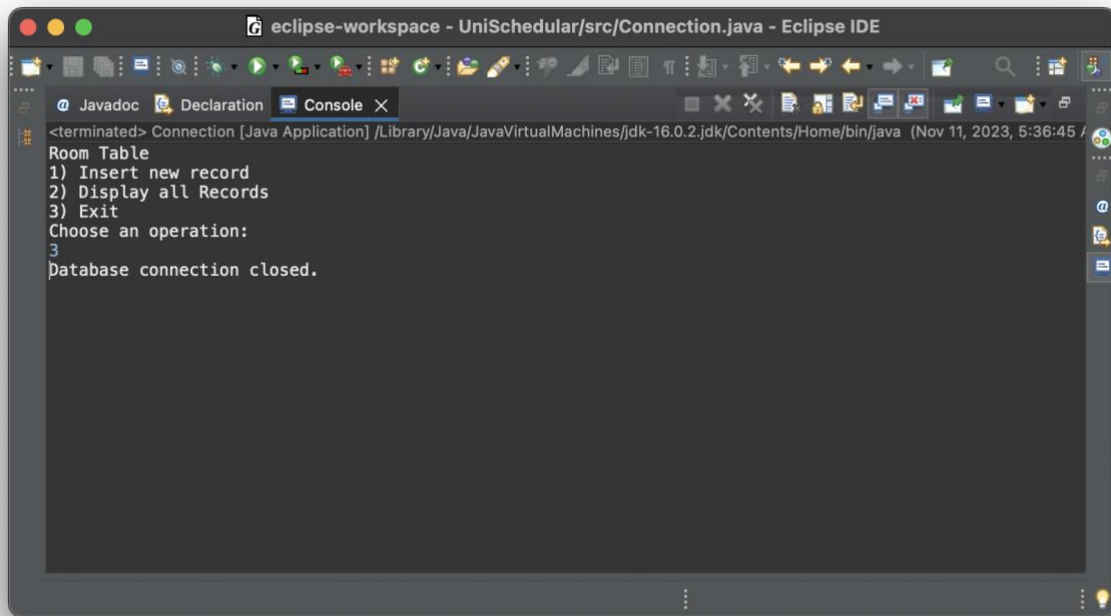 eclipse-workspace - UniSchedular/src/Connection.java - Eclipse IDE
Javadoc Declaration Console
<terminated> Connection [Java Application] /Library/Java/JavaVirtualMachines/jdk-16.0.2.jdk/Contents/Home/bin/java (Nov 11, 2023, 5:36:45
Room Table
1) Insert new record
2) Display all Records
3) Exit
Choose an operation:
3
Database connection closed.